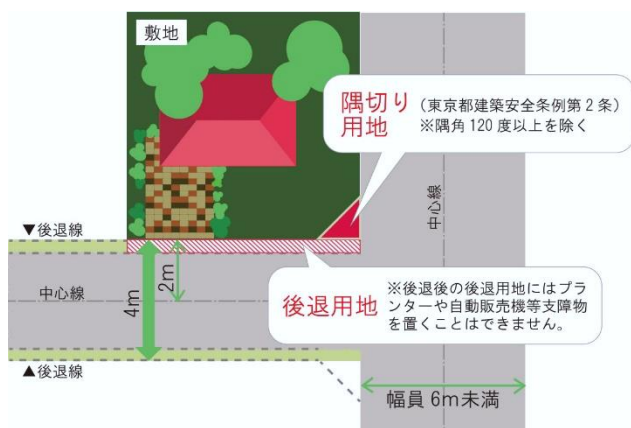 敷地
隅切り
用地
（東京都建築安全条例第2条）
※隅角120度以上を除く
中心線
▼後退線
中心線
4m
2m
後退用地
※後退後の後退用地にはプラ
ンターや自動販売機等支障物
を置くことはできません。
▲後退線
幅員6m未満